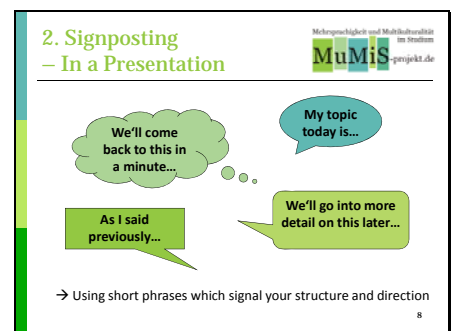 2. Signposting
– In a Presentation
Mehrsprachigkeit und Multikulturalität
im Studium
MuMiS-projekt.de
We'll come
back to this in
a minute…
My topic
today is…
As I said
previously…
We'll go into more
detail on this later…
→ Using short phrases which signal your structure and direction
8